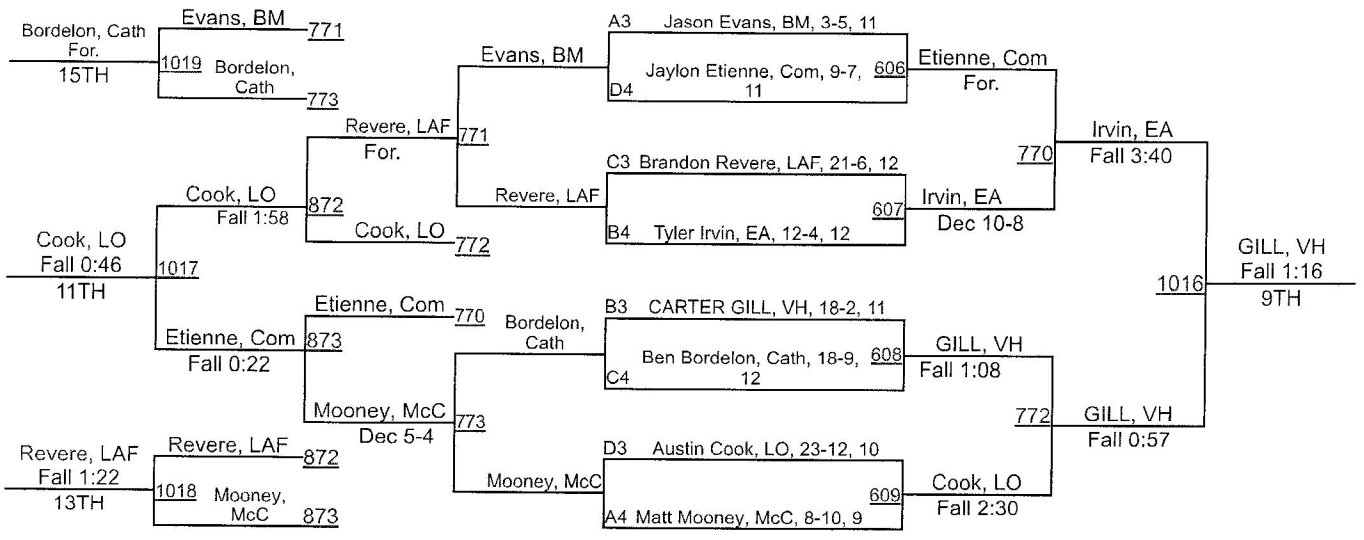 Bordelon, Cath
For.
15TH
Evans, BM
771
1019
Bordelon,
Cath
773
Evans, BM
A3 Jason Evans, BM, 3-5, 11
Jaylon Etienne, Com, 9-7,
11
D4
606
Etienne, Com
For.
Revere, LAF
For.
771
Irvin, EA
Fall 3:40
770
C3 Brandon Revere, LAF, 21-6, 12
Revere, LAF
607
Irvin, EA
Dec 10-8
B4 Tyler Irvin, EA, 12-4, 12
Cook, LO
Fall 1:58
872
Cook, LO
772
Cook, LO
Fall 0:46
11TH
1017
GILL, VH
Fall 1:16
9TH
1016
Etienne, Com
Fall 0:22
873
Etienne, Com
770
Bordelon,
Cath
B3 CARTER GILL, VH, 18-2, 11
Ben Bordelon, Cath, 18-9,
12
C4
608
GILL, VH
Fall 1:08
Mooney, McC
Dec 5-4
773
772
GILL, VH
Fall 0:57
D3 Austin Cook, LO, 23-12, 10
Mooney, McC
609
Cook, LO
Fall 2:30
A4 Matt Mooney, McC, 8-10, 9
Revere, LAF
Fall 1:22
13TH
Revere, LAF
872
1018
Mooney,
McC
873